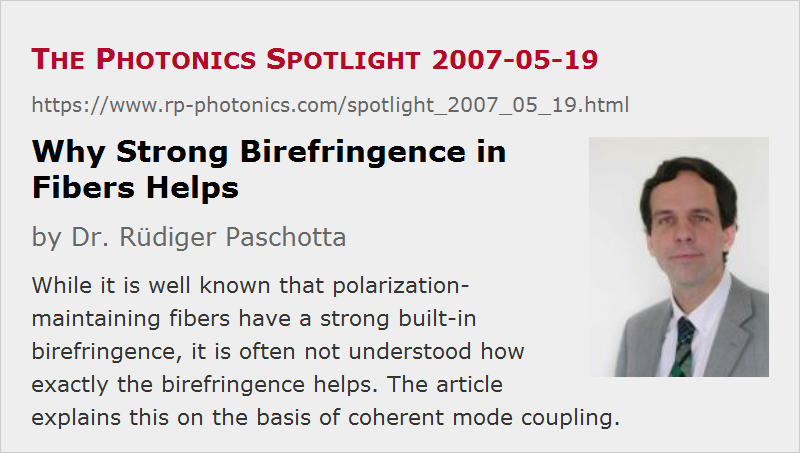 The Photonics Spotlight 2007-05-19
https://www.rp-photonics.com/spotlight_2007_05_19.html
Why Strong Birefringence in
Fibers Helps
by Dr. Rüdiger Paschotta
While it is well known that polarization-
maintaining fibers have a strong built-in
birefringence, it is often not understood how
exactly the birefringence helps. The article
explains this on the basis of coherent mode coupling.